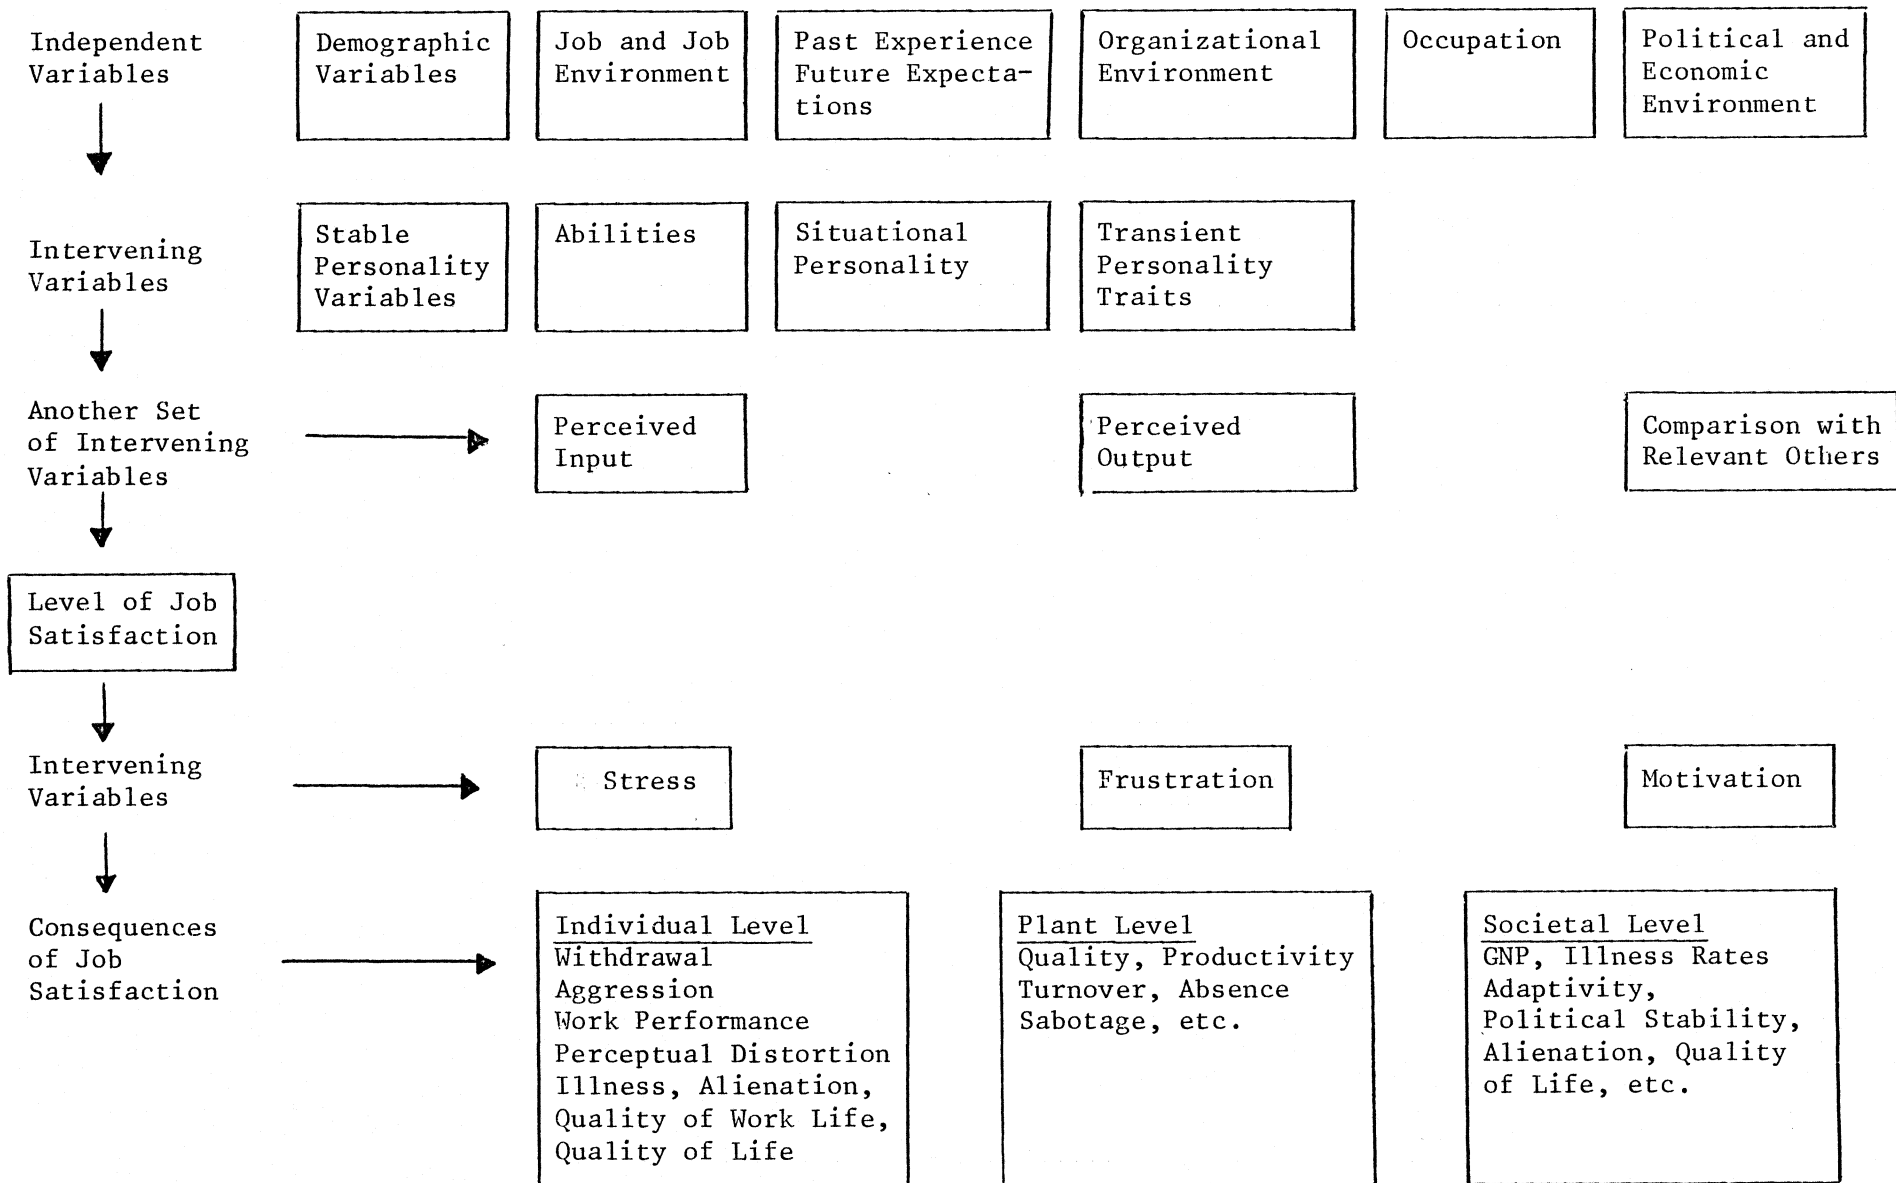 Independent
Variables
Demographic
Variables
Job and Job
Environment
Past Experience
Future Expecta-
tions
Organizational
Environment
Occupation
Political and
Economic
Environment
Intervening
Variables
Stable
Personality
Variables
Abilities
Situational
Personality
Transient
Personality
Traits
Another Set
of Intervening
Variables
Perceived
Input
Perceived
Output
Comparison with
Relevant Others
Level of Job
Satisfaction
Intervening
Variables
Stress
Frustration
Motivation
Consequences
of Job
Satisfaction
Individual Level
Withdrawal
Aggression
Work Performance
Perceptual Distortion
Illness, Alienation,
Quality of Work Life,
Quality of Life
Plant Level
Quality, Productivity
Turnover, Absence
Sabotage, etc.
Societal Level
GNP, Illness Rates
Adaptivity,
Political Stability,
Alienation, Quality
of Life, etc.